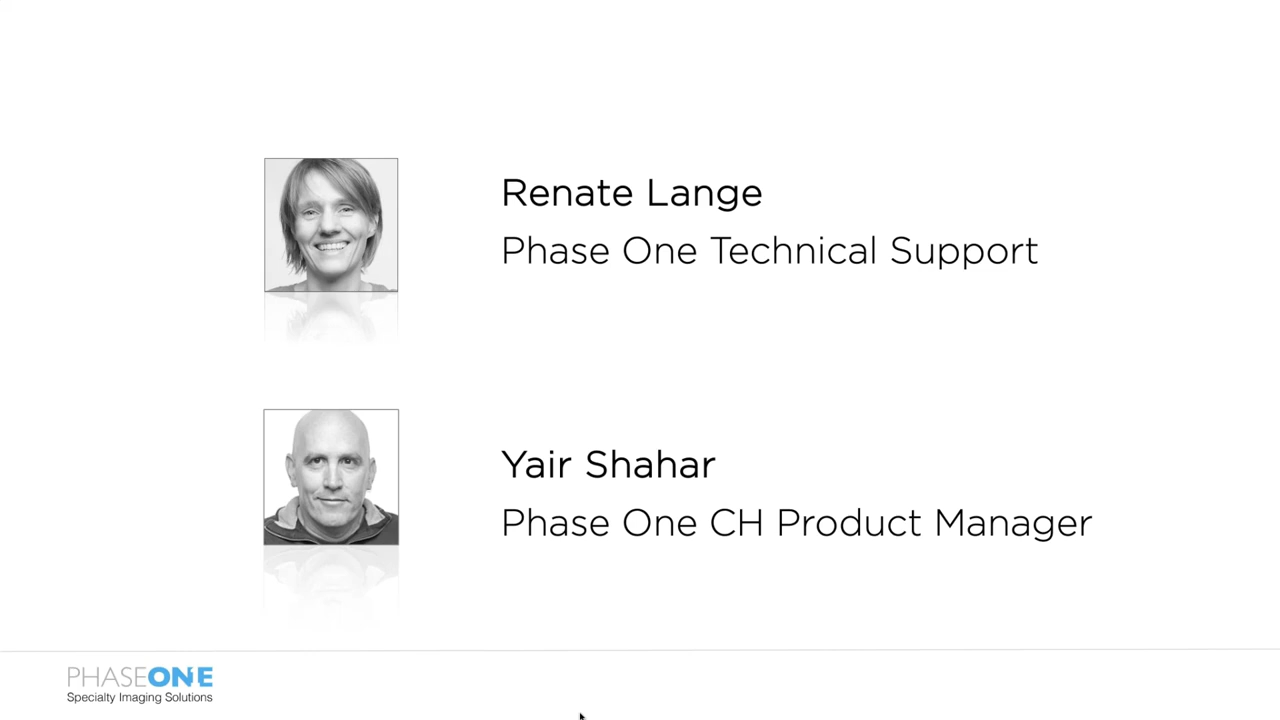 Renate Lange
Phase One Technical Support
Yair Shahar
Phase One CH Product Manager
PHASEONE
Specialty Imaging Solutions